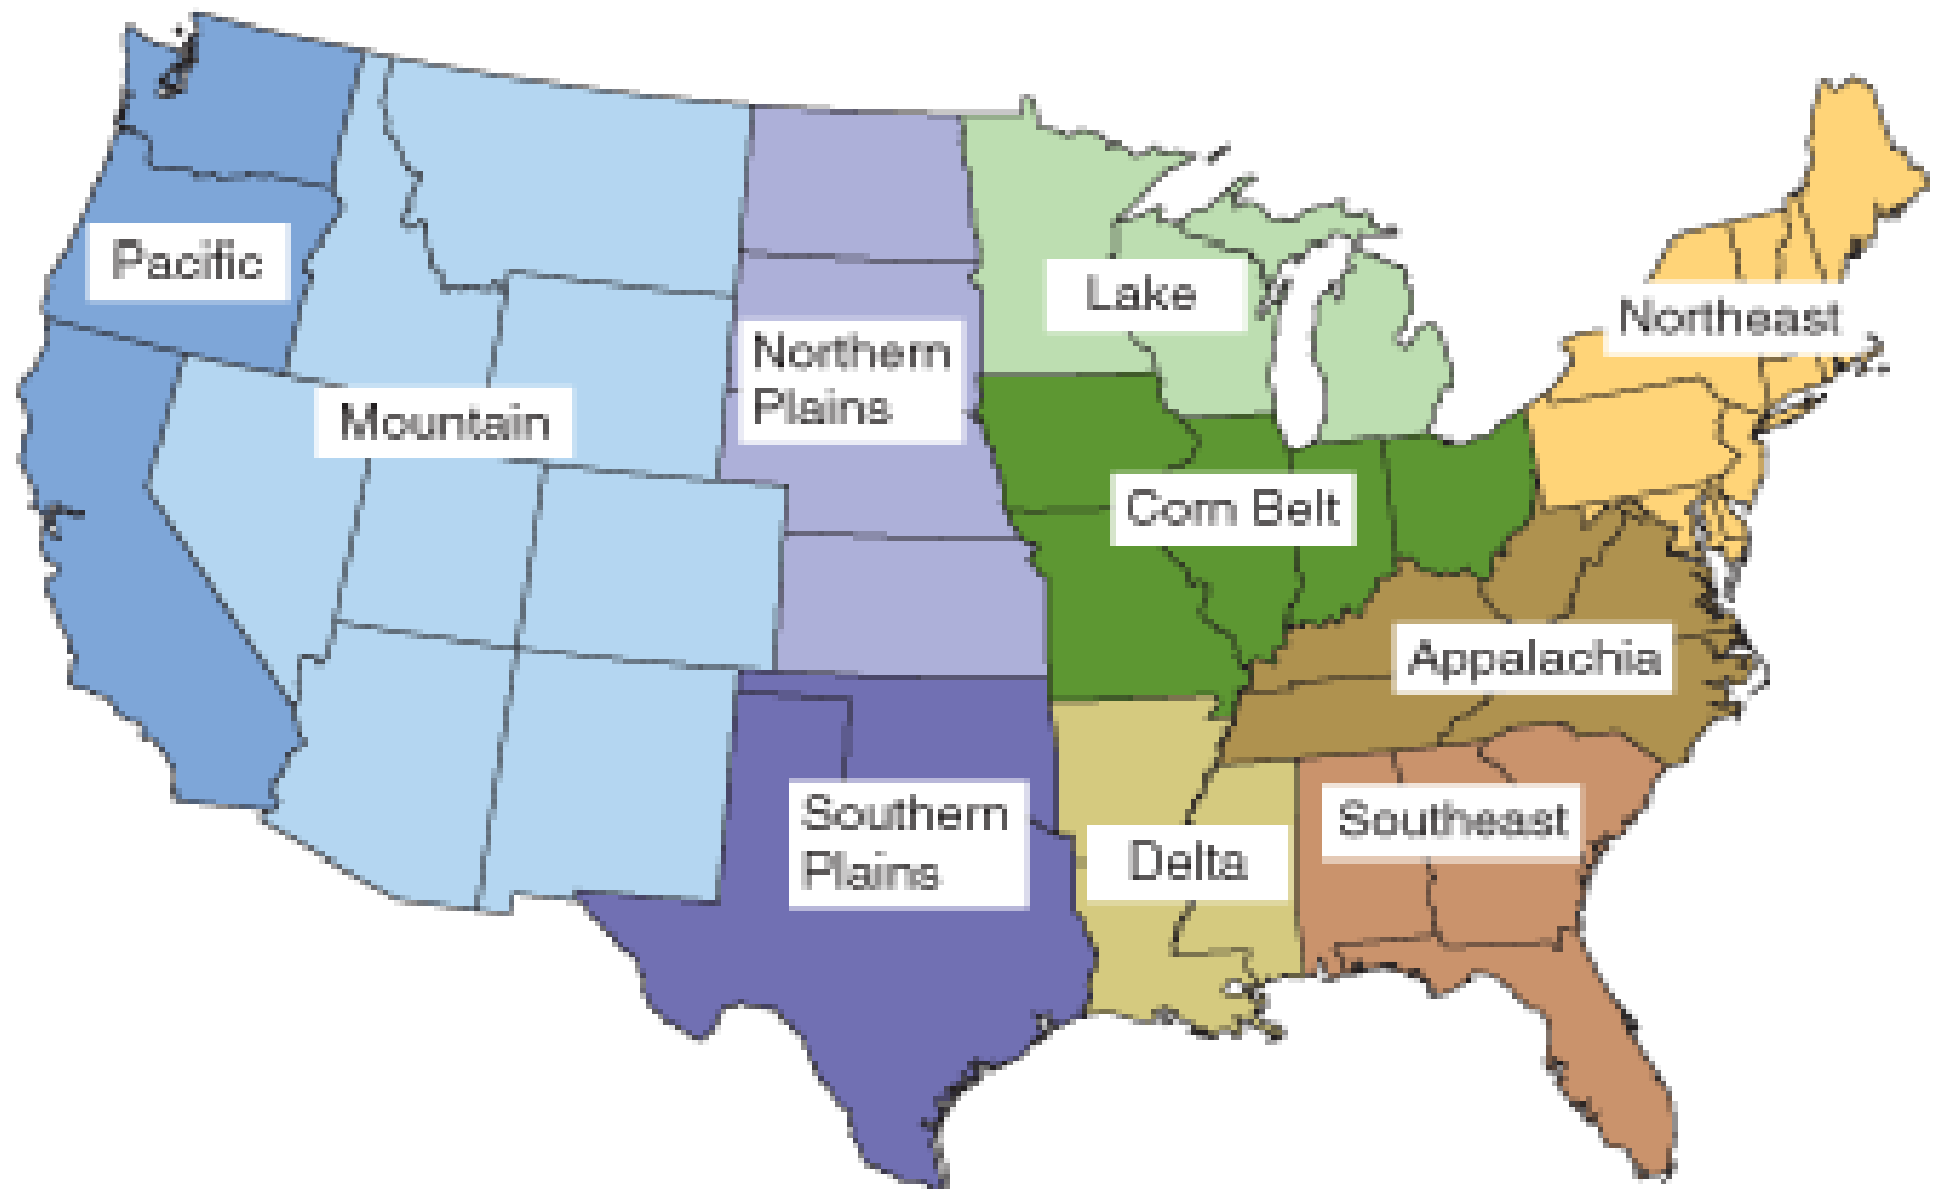 Pacific
Mountain
Northern
Plains
Lake
Northeast
Corn Belt
Appalachia
Southern
Plains
Delta
Southeast